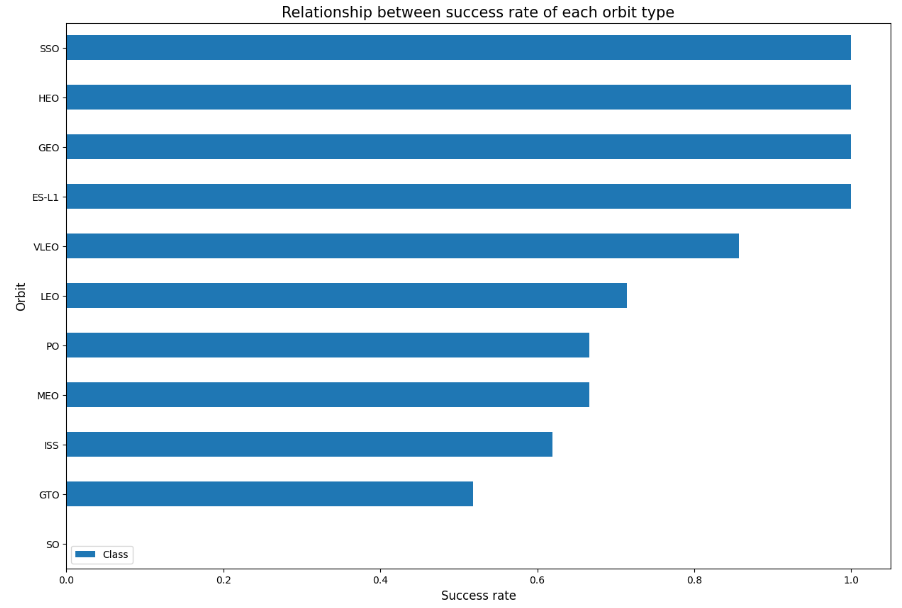 Relationship between success rate of each orbit type
SSO
HEO
GEO
ES-L1
VLEO
LEO
PO
MEO
ISS
GTO
SO
Orbit
Class
0.0 0.2 0.4 0.6 0.8 1.0
Success rate